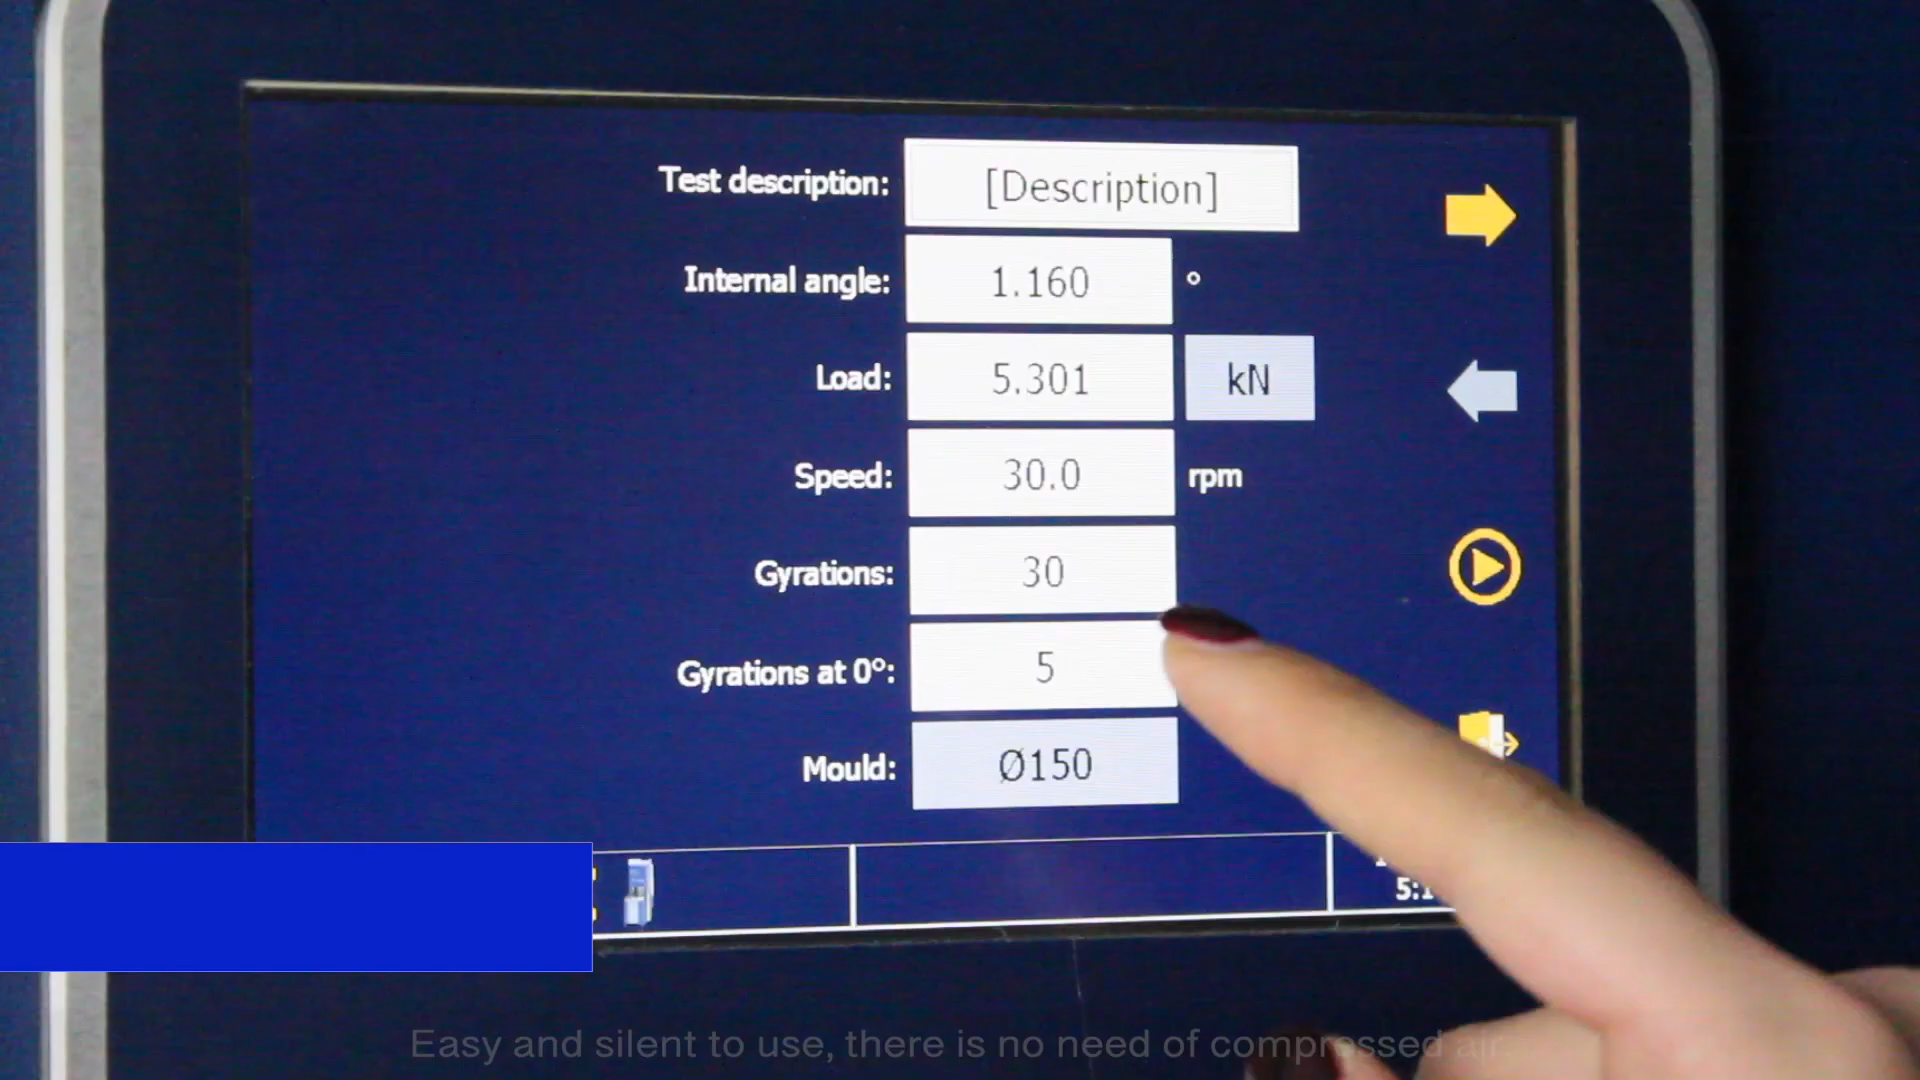 Test description: [Description]
Internal angle: 1.160 °
Load: 5.301 kN
Speed: 30.0 rpm
Gyrations: 30
Gyrations at 0°: 5
Mould: Ø150
Easy and silent to use, there is no need of compressed air.